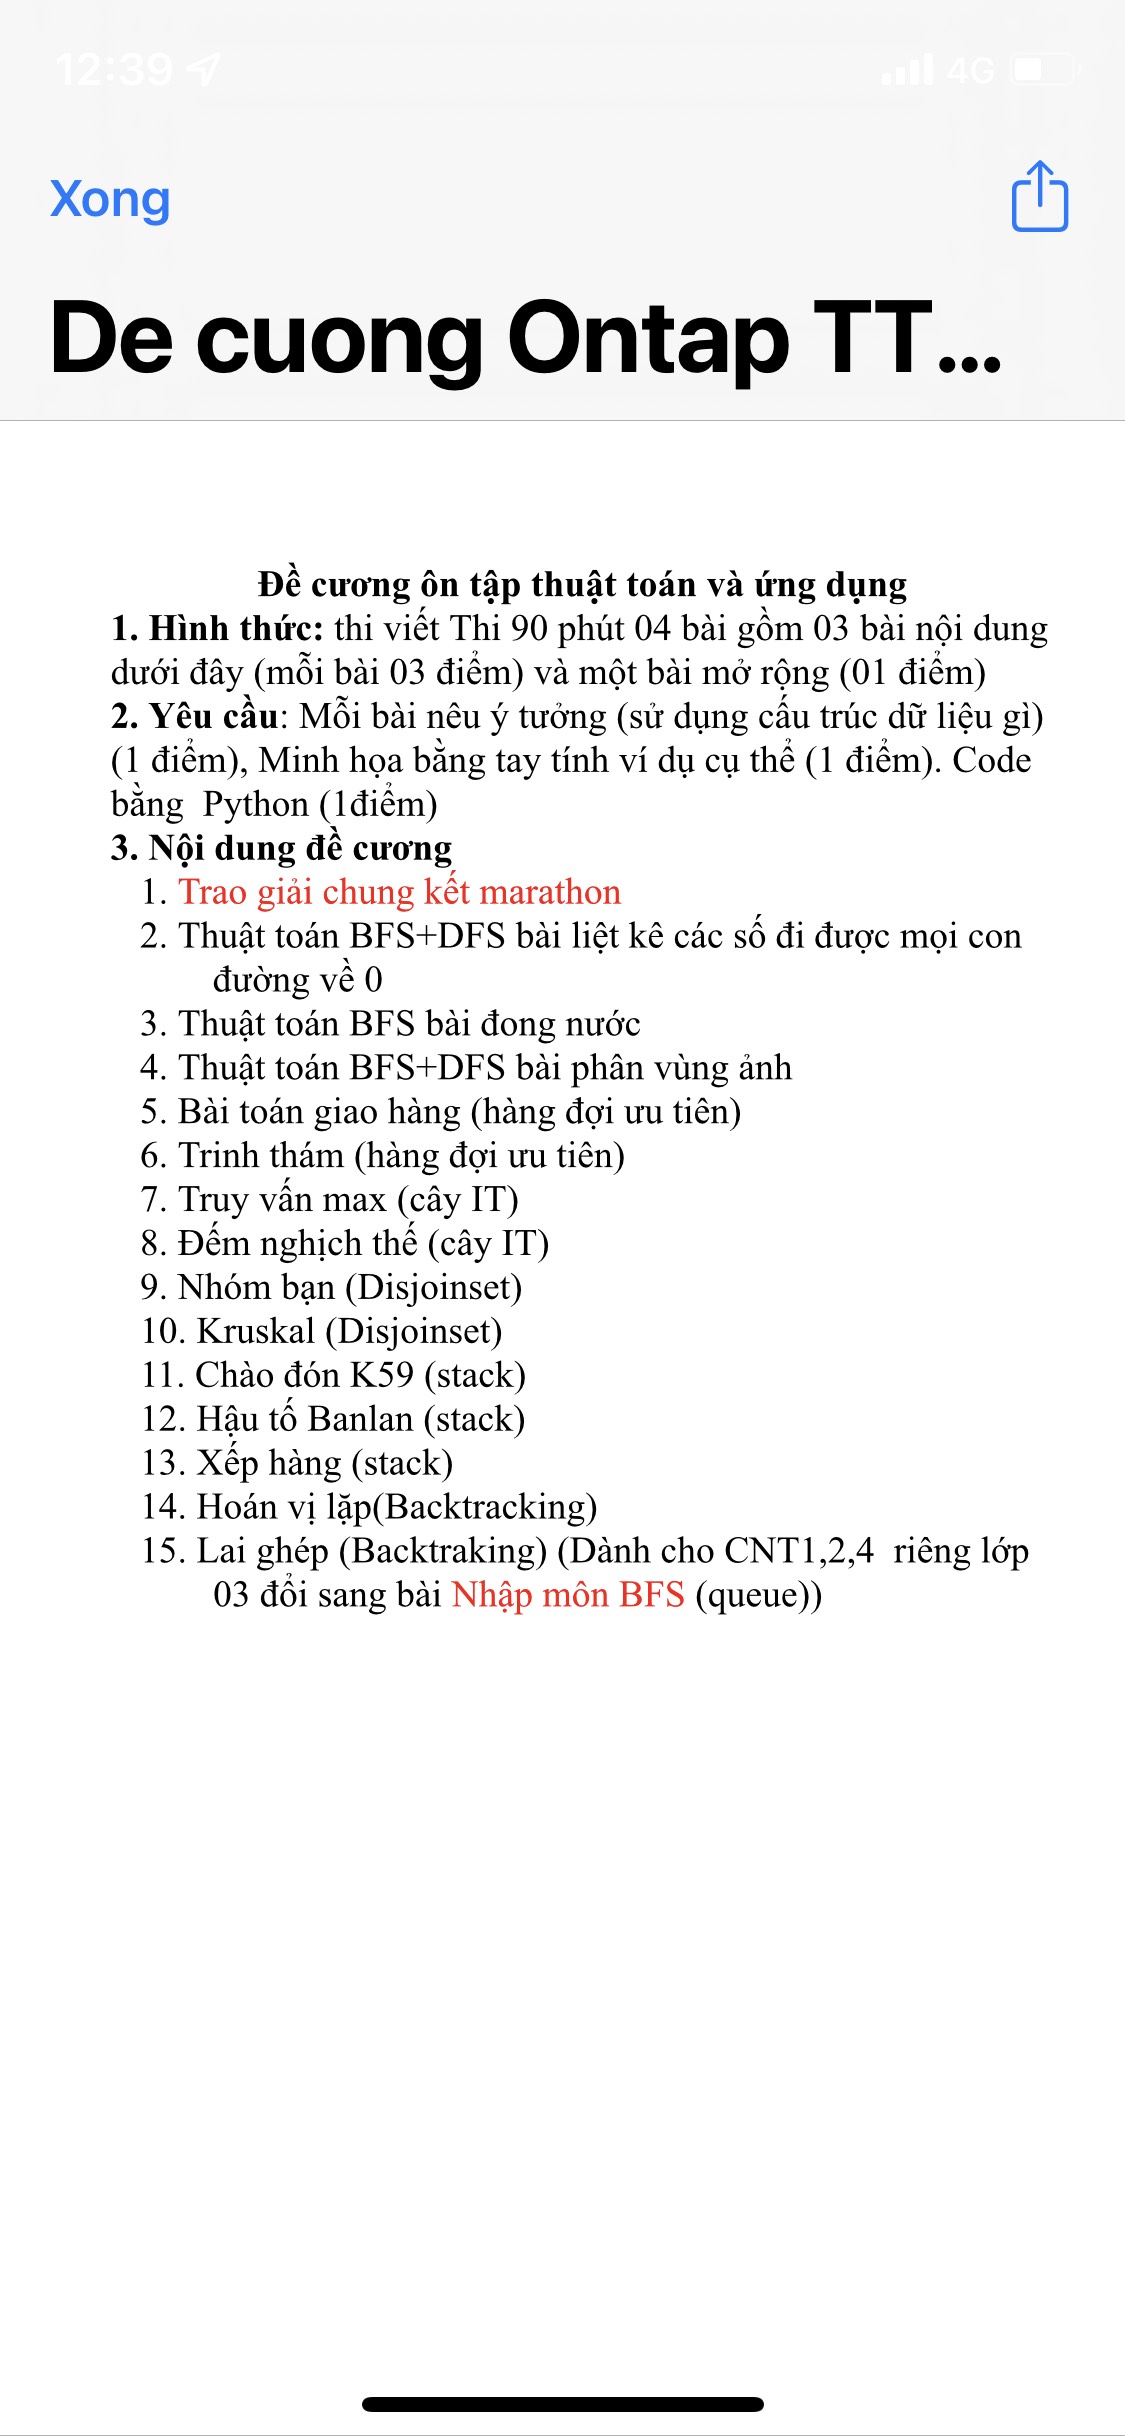 12:39
4G
Xong
De cuong Ontap TT...
Đề cương ôn tập thuật toán và ứng dụng
1. Hình thức: thi viết Thi 90 phút 04 bài gồm 03 bài nội dung
dưới đây (mỗi bài 03 điểm) và một bài mở rộng (01 điểm)
2. Yêu cầu: Mỗi bài nêu ý tưởng (sử dụng cấu trúc dữ liệu gì)
(1 điểm), Minh họa bằng tay tính ví dụ cụ thể (1 điểm). Code
bằng Python (1điểm)
3. Nội dung đề cương
1. Trao giải chung kết marathon
2. Thuật toán BFS+DFS bài liệt kê các số đi được mọi con
đường về 0
3. Thuật toán BFS bài đong nước
4. Thuật toán BFS+DFS bài phân vùng ảnh
5. Bài toán giao hàng (hàng đợi ưu tiên)
6. Trinh thám (hàng đợi ưu tiên)
7. Truy vấn max (cây IT)
8. Đếm nghịch thế (cây IT)
9. Nhóm bạn (Disjoinset)
10. Kruskal (Disjoinset)
11. Chào đón K59 (stack)
12. Hậu tố Banlan (stack)
13. Xếp hàng (stack)
14. Hoán vị lặp(Backtracking)
15. Lai ghép (Backtraking) (Dành cho CNT1,2,4 riêng lớp
03 đổi sang bài Nhập môn BFS (queue))